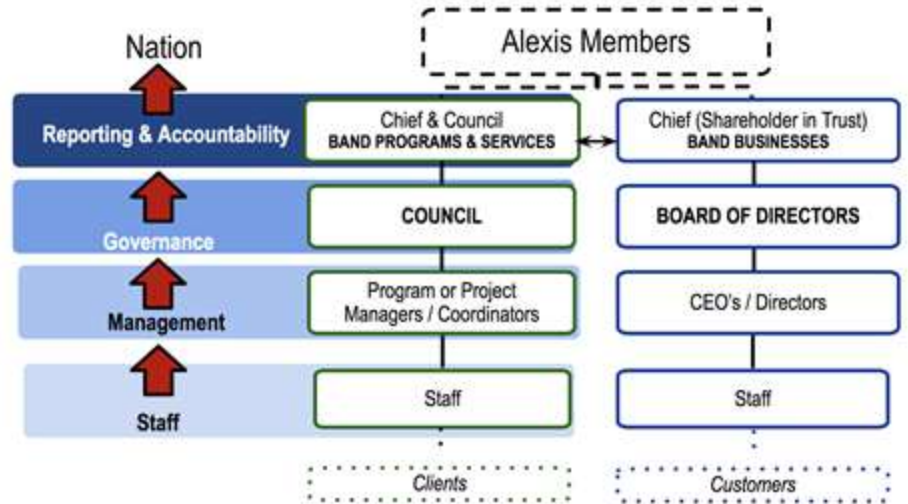 Nation
Alexis Members
Reporting & Accountability
Chief & Council
BAND PROGRAMS & SERVICES
Chief (Shareholder in Trust)
BAND BUSINESSES
Governance
COUNCIL
BOARD OF DIRECTORS
Management
Program or Project
Managers / Coordinators
CEO's / Directors
Staff
Staff
Staff
Clients
Customers